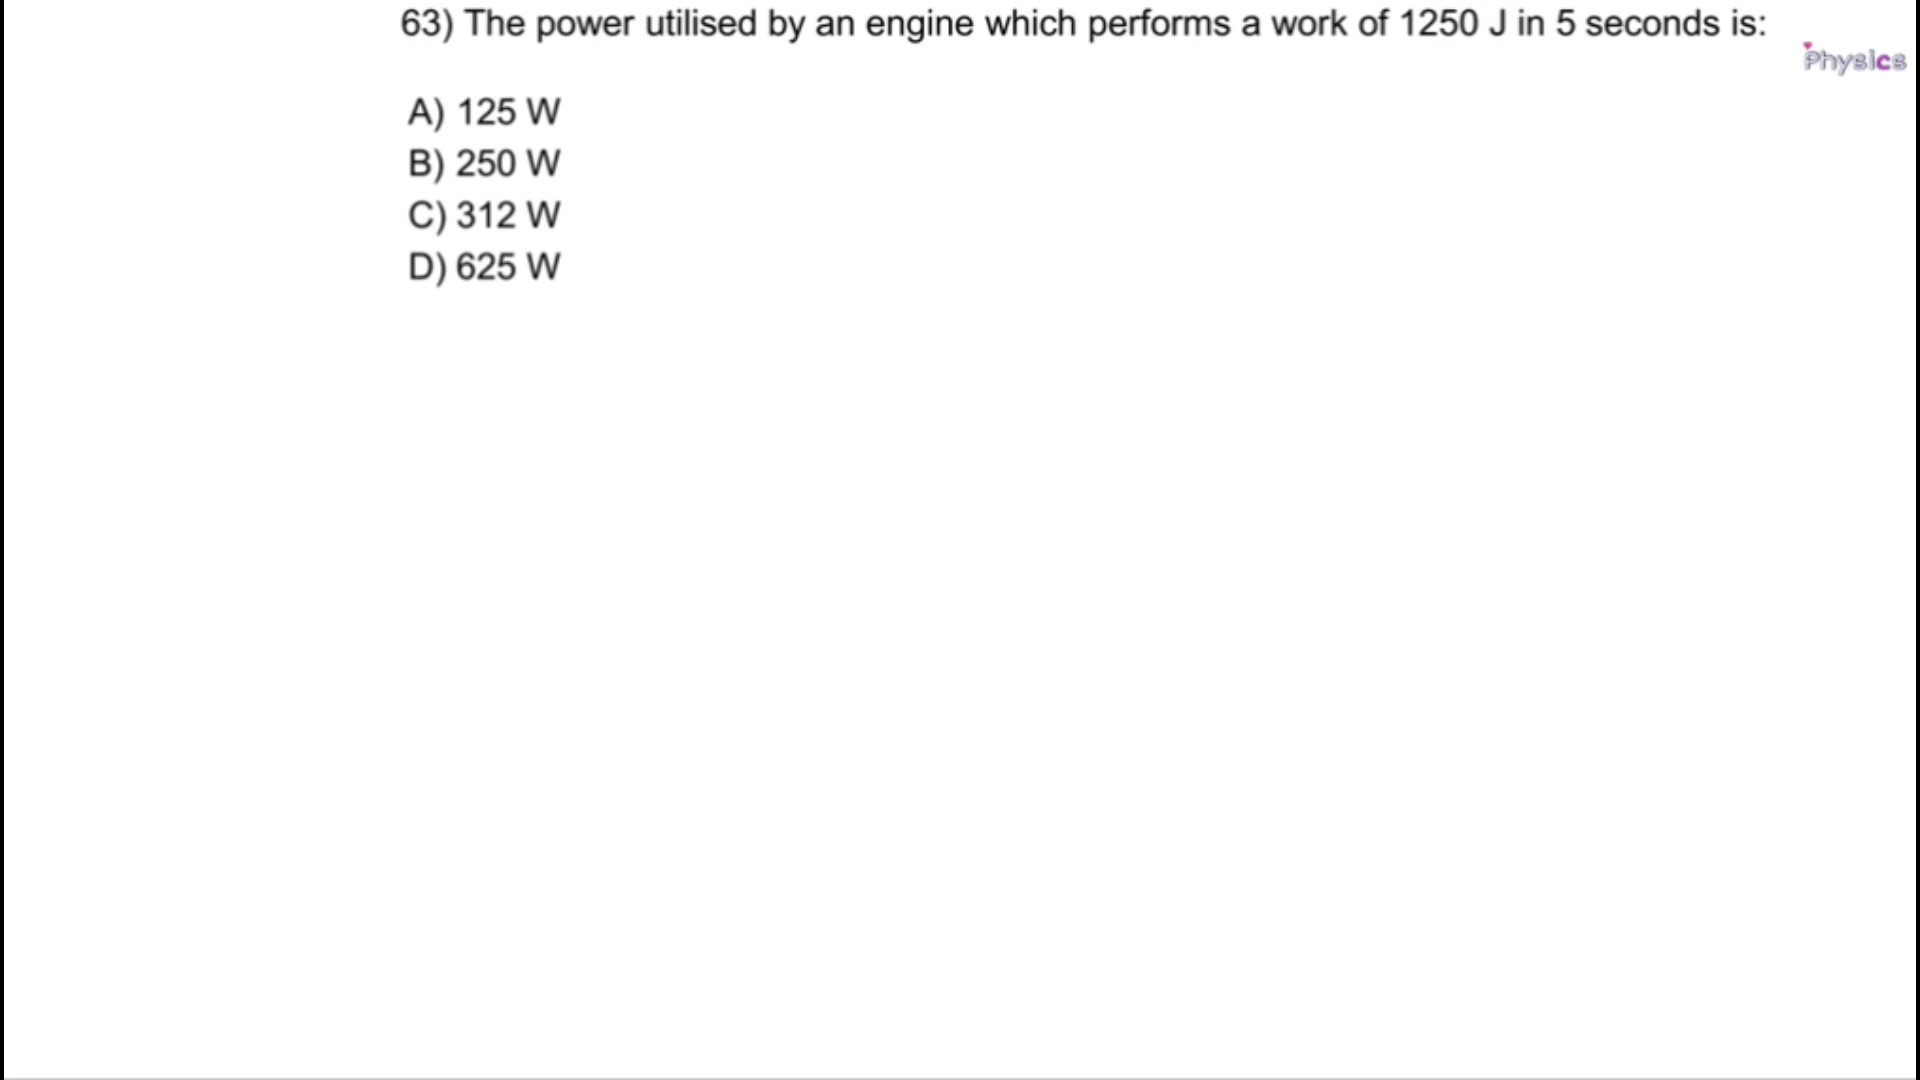 63) The power utilised by an engine which performs a work of 1250 J in 5 seconds is:
Physics
A) 125 W
B) 250 W
C) 312 W
D) 625 W